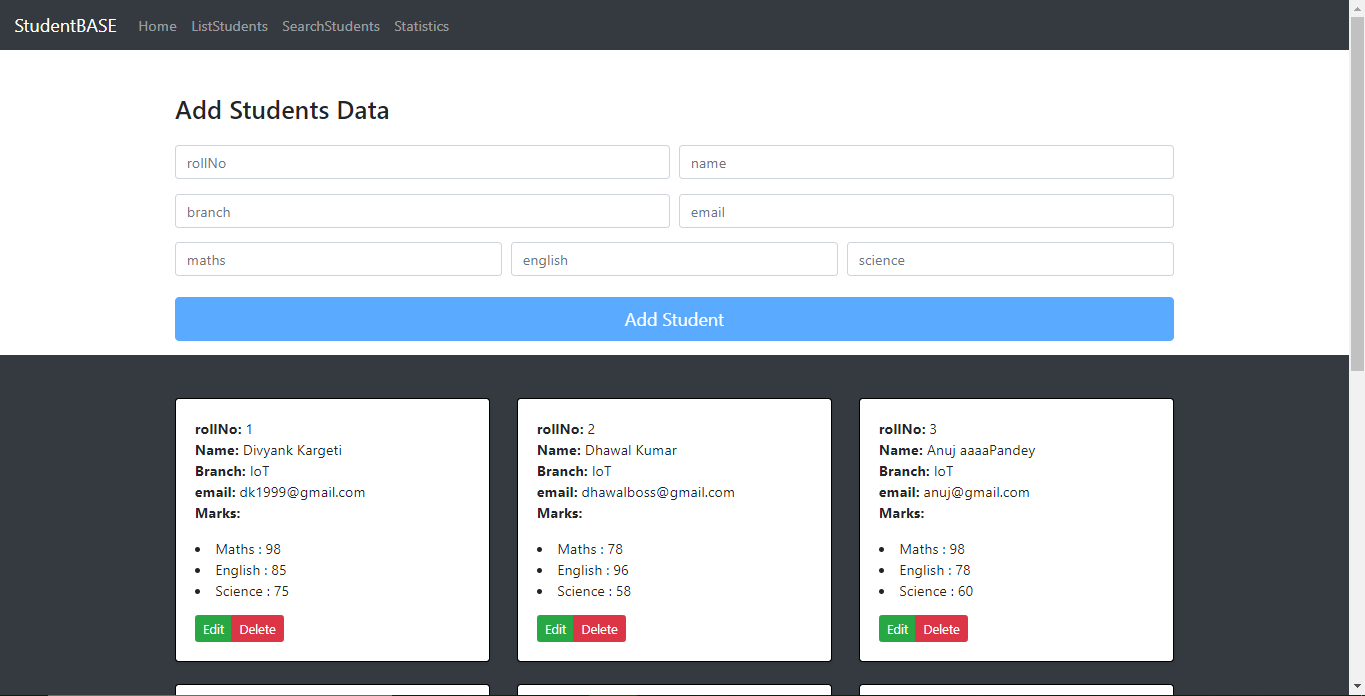 StudentBASE Home ListStudents SearchStudents Statistics
Add Students Data
rollNo name
branch email
maths english science
Add Student
rollNo: 1
Name: Divyank Kargeti
Branch: IoT
email: dk1999@gmail.com
Marks:
Maths : 98
English : 85
Science : 75
Edit Delete
rollNo: 2
Name: Dhawal Kumar
Branch: IoT
email: dhawalboss@gmail.com
Marks:
Maths : 78
English : 96
Science : 58
Edit Delete
rollNo: 3
Name: Anuj aaaaPandey
Branch: IoT
email: anuj@gmail.com
Marks:
Maths : 98
English : 78
Science : 60
Edit Delete